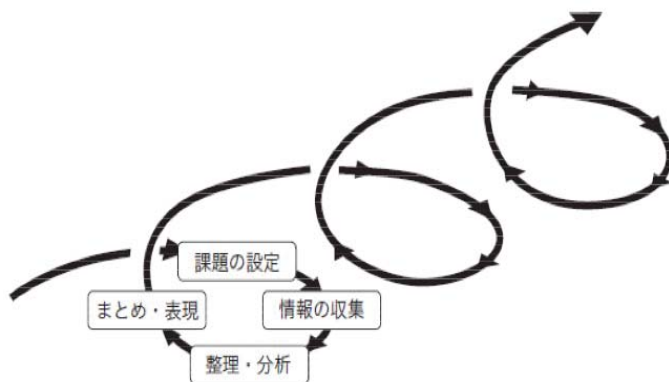 課題の設定
情報の収集
整理・分析
まとめ・表現